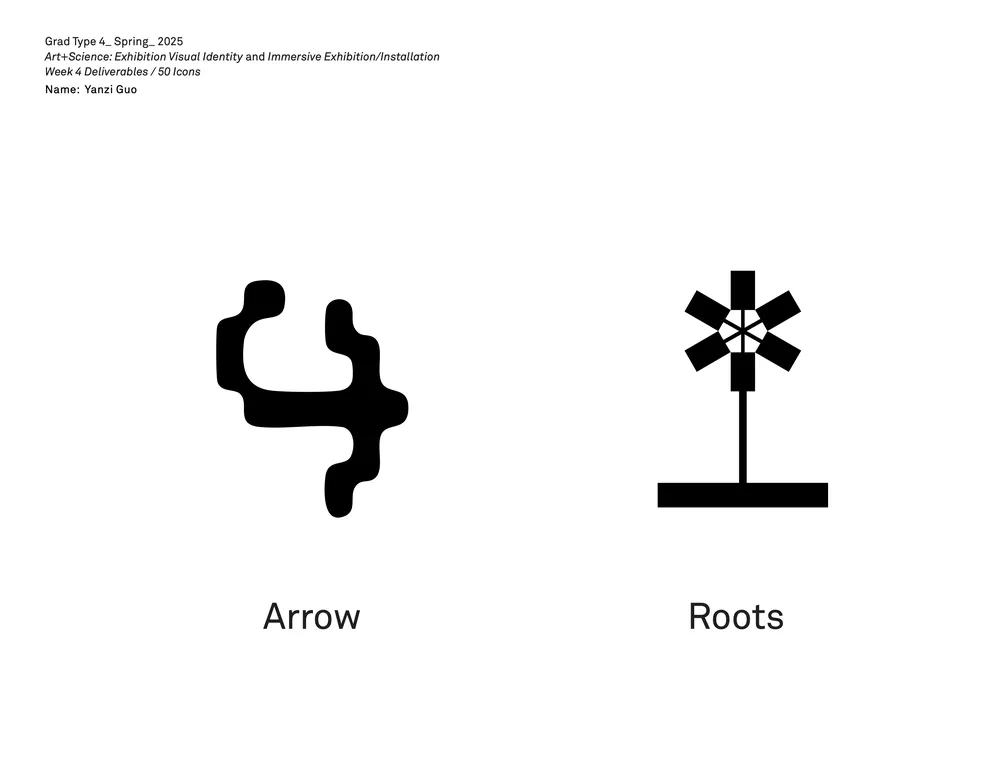 Grad Type 4_ Spring_ 2025
Art+Science: Exhibition Visual Identity and Immersive Exhibition/Installation
Week 4 Deliverables / 50 Icons
Name: Yanzi Guo
Arrow
Roots